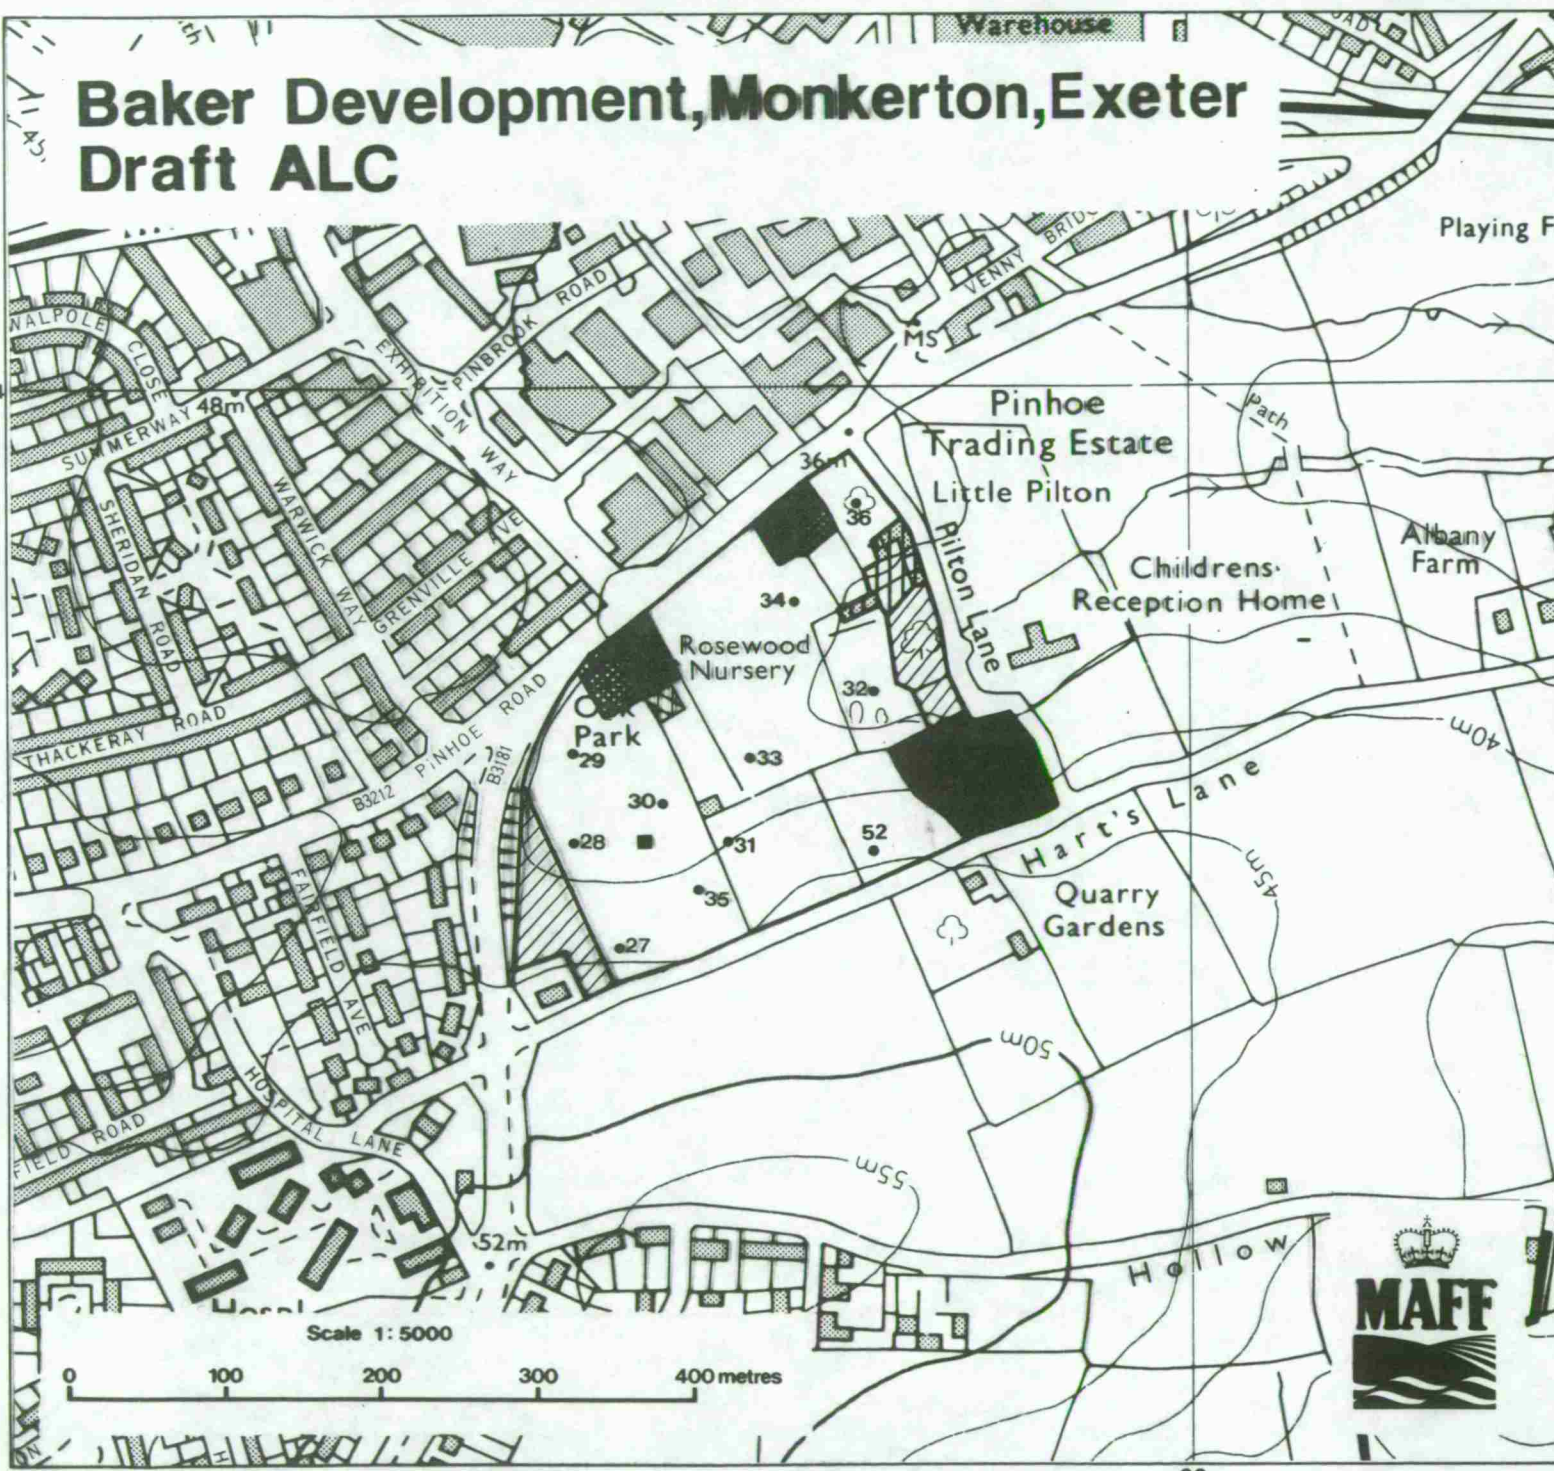 Warehouse
Baker Development,Monkerton,Exeter
Draft ALC
Playing F
BRIDG
VENNY
ROAD
PINBROOK
EXHIBITION WAY
MS
WALPOLE
CLOSE
48m
SUMMERWAY
Pinhoe
Trading Estate
Little Pilton
Path
36m
36
Pilton Lane
Albany
Farm
Childrens
Reception Home
SHERIDAN ROAD
WARWICK WAY
GRENVILLE AVE
34
Rosewood
Nursery
32
Oak
Park
29
33
THACKERAY ROAD
PINHOE ROAD
B3181
B3212
30
28
31
52
35
27
40m
Hart's Lane
45m
Quarry
Gardens
FAIRFIELD AVE
50m
HOSPITAL LANE
FIELD ROAD
55m
52m
Hollow
Scale 1:5000
0 100 200 300 400 metres
MAFF